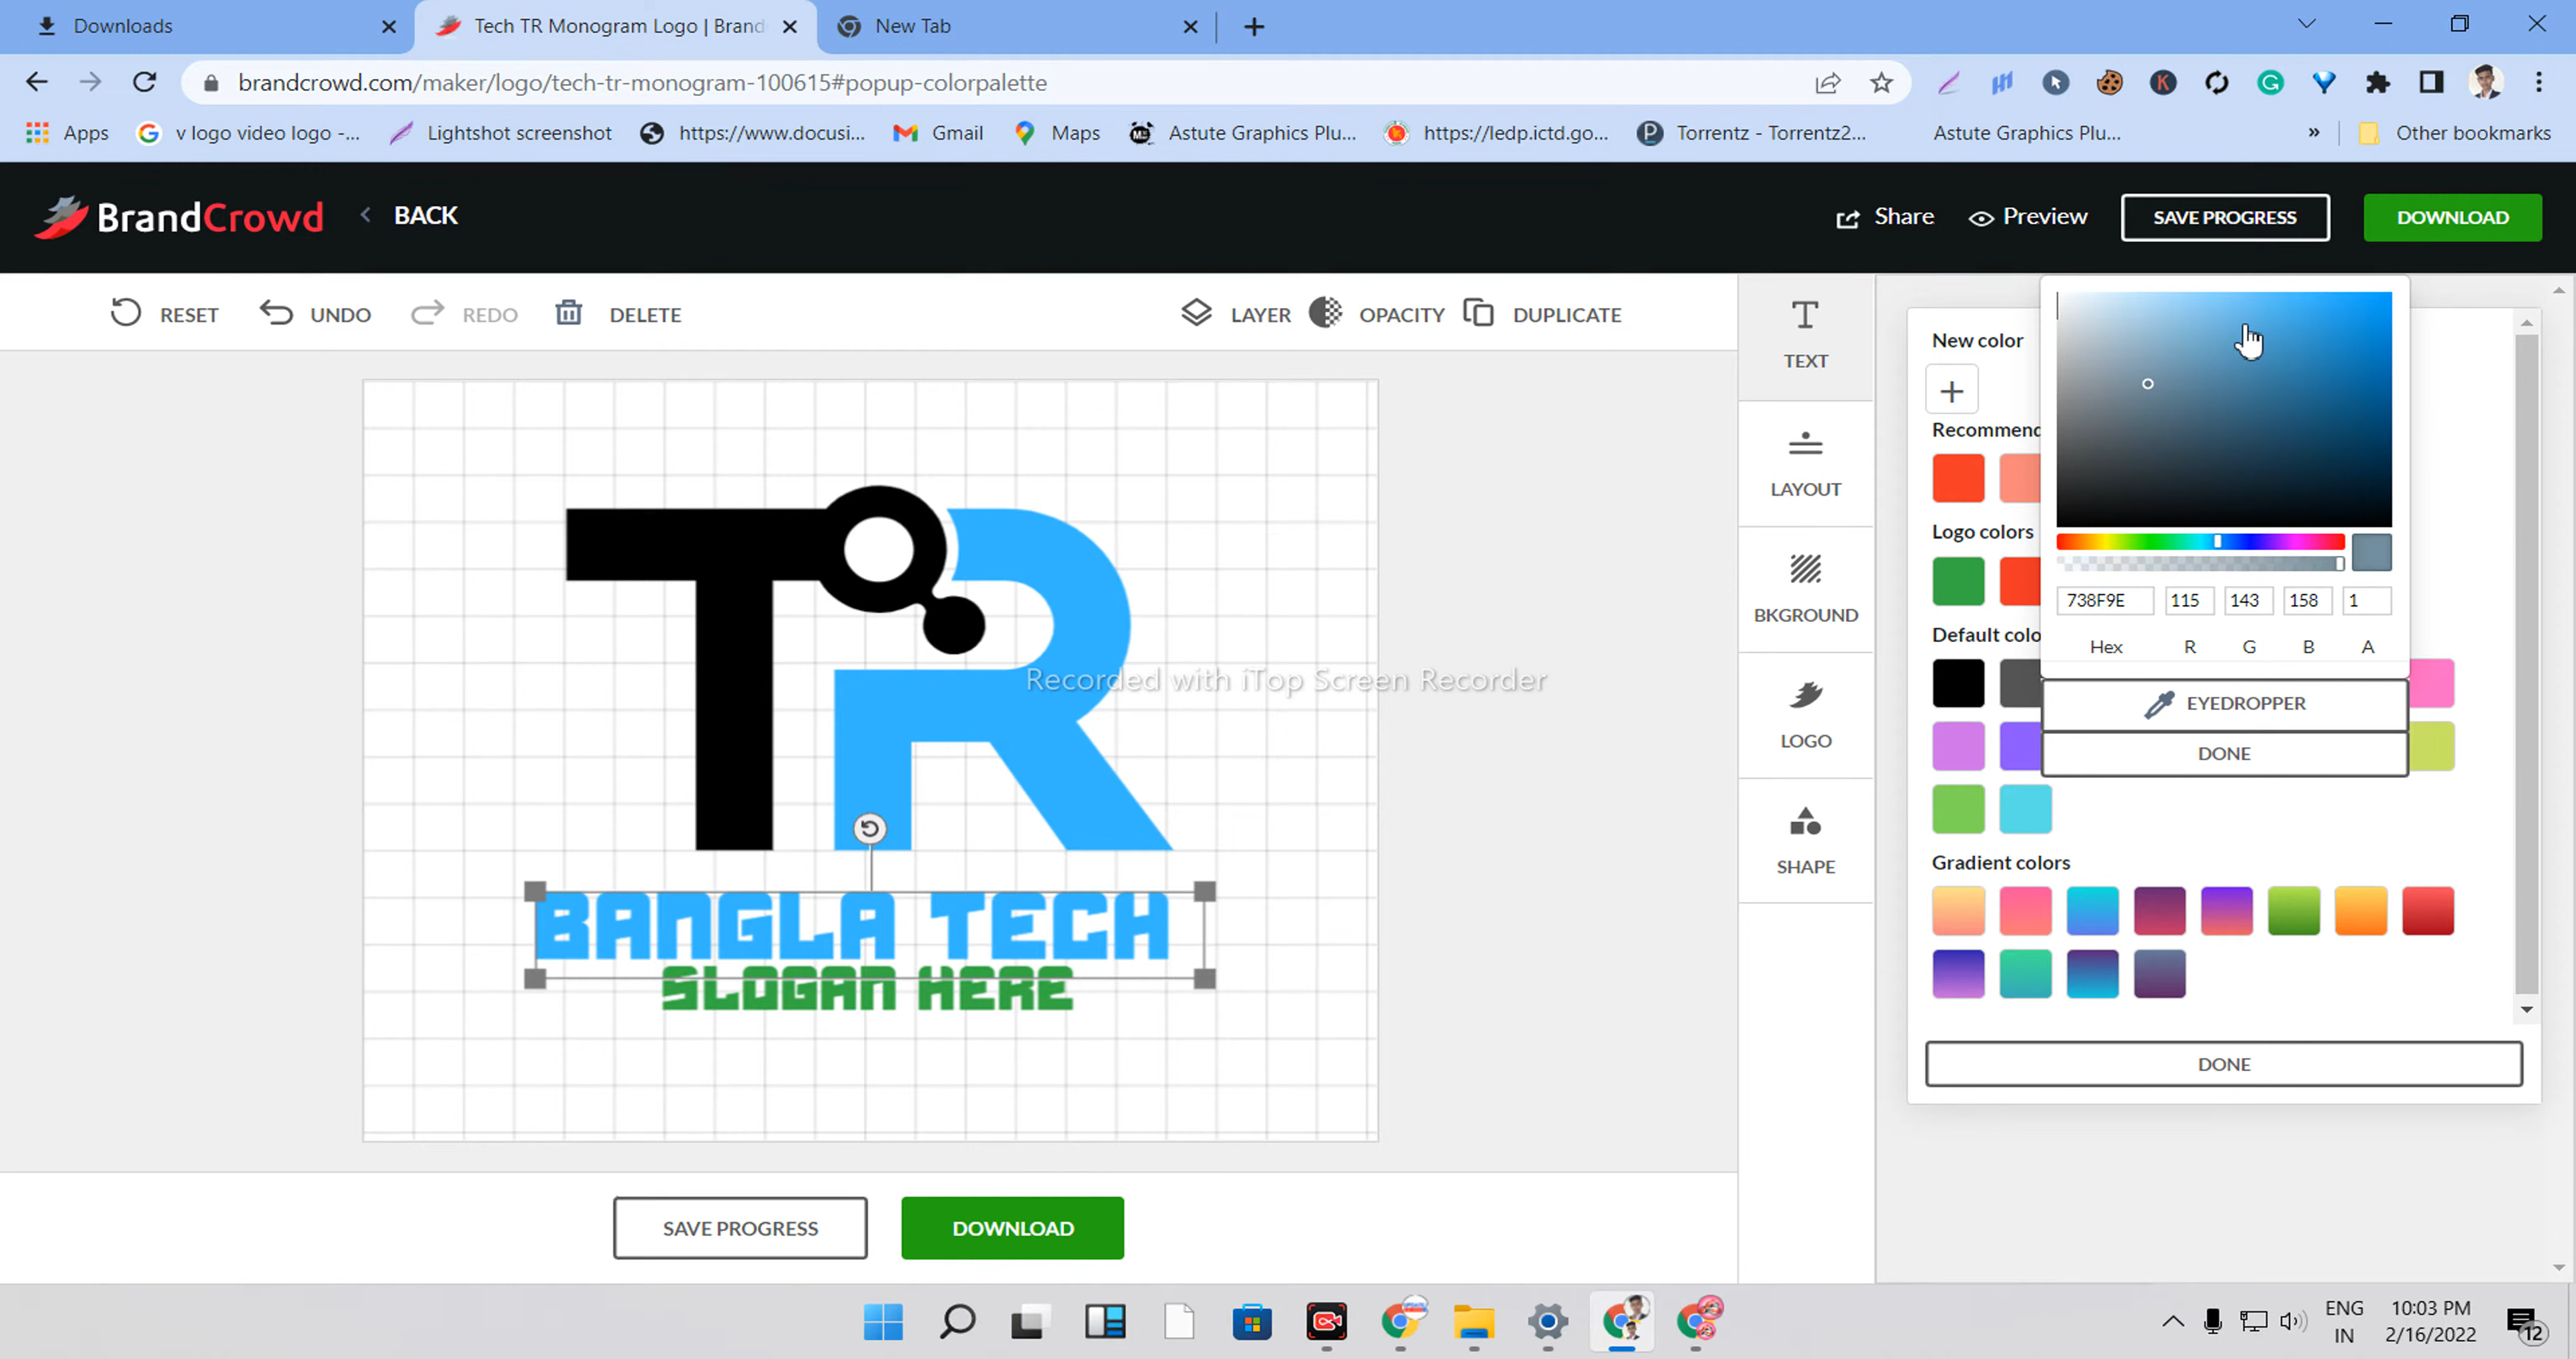 Downloads
Tech TR Monogram Logo | Brand
New Tab
brandcrowd.com/maker/logo/tech-tr-monogram-100615#popup-colorpalette
Apps
v logo video logo -...
Lightshot screenshot
https://www.docusi...
Gmail
Maps
Astute Graphics Plu...
https://ledp.ictd.go...
Torrentz - Torrentz2...
Astute Graphics Plu...
»
Other bookmarks
BrandCrowd
BACK
Share
Preview
SAVE PROGRESS
DOWNLOAD
RESET
UNDO
REDO
DELETE
LAYER
OPACITY
DUPLICATE
TEXT
LAYOUT
BKGROUND
LOGO
SHAPE
New color
Recommend
Logo colors
Default colo
738F9E
115
143
158
1
Hex
R
G
B
A
EYEDROPPER
DONE
Gradient colors
DONE
TR
BANGLA TECH
SLOGAN HERE
Recorded with iTop Screen Recorder
SAVE PROGRESS
DOWNLOAD
ENG
IN
10:03 PM
2/16/2022
12